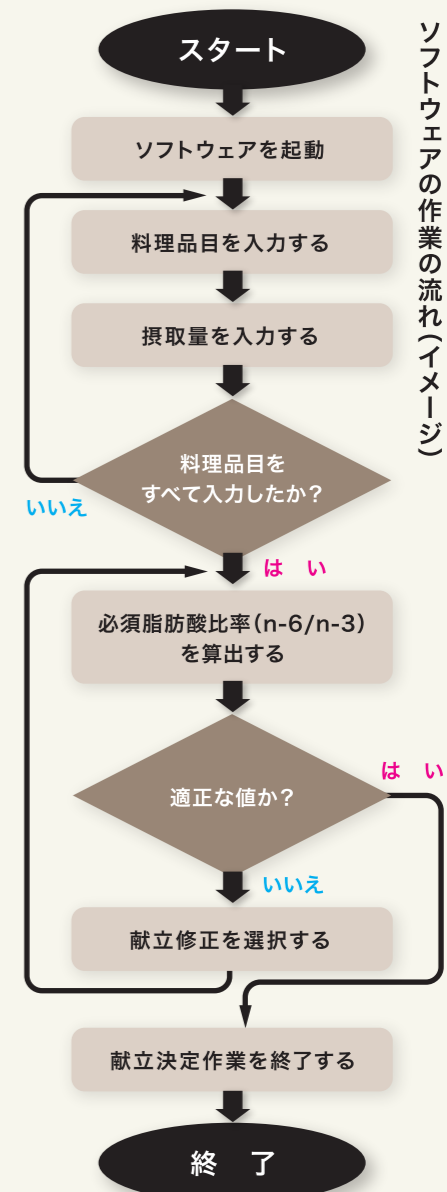 ソフトウェアの作業の流れ(イメージ)
スタート
ソフトウェアを起動
料理品目を入力する
摂取量を入力する
料理品目を
すべて入力したか?
いいえ
は い
必須脂肪酸比率(n-6/n-3)
を算出する
適正な値か?
は い
いいえ
献立修正を選択する
献立決定作業を終了する
終 了